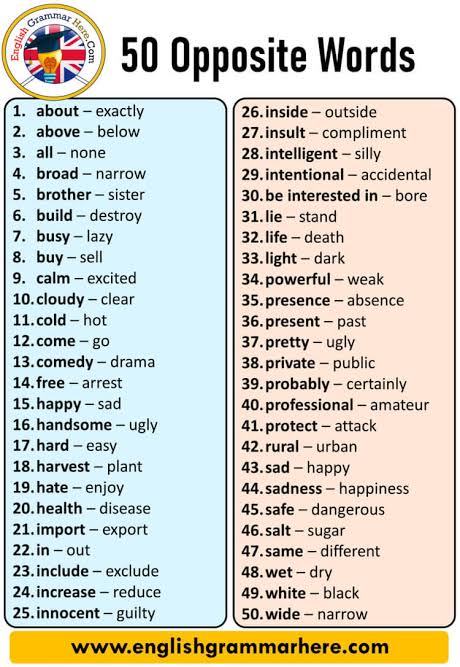 English Grammar Here.Com
50 Opposite Words
1. about – exactly
2. above – below
3. all – none
4. broad – narrow
5. brother – sister
6. build – destroy
7. busy – lazy
8. buy – sell
9. calm – excited
10. cloudy – clear
11. cold – hot
12. come – go
13. comedy – drama
14. free – arrest
15. happy – sad
16. handsome – ugly
17. hard – easy
18. harvest – plant
19. hate – enjoy
20. health – disease
21. import – export
22. in – out
23. include – exclude
24. increase – reduce
25. innocent – guilty
26. inside – outside
27. insult – compliment
28. intelligent – silly
29. intentional – accidental
30. be interested in – bore
31. lie – stand
32. life – death
33. light – dark
34. powerful – weak
35. presence – absence
36. present – past
37. pretty – ugly
38. private – public
39. probably – certainly
40. professional – amateur
41. protect – attack
42. rural – urban
43. sad – happy
44. sadness – happiness
45. safe – dangerous
46. salt – sugar
47. same – different
48. wet – dry
49. white – black
50. wide – narrow
www.englishgrammarhere.com